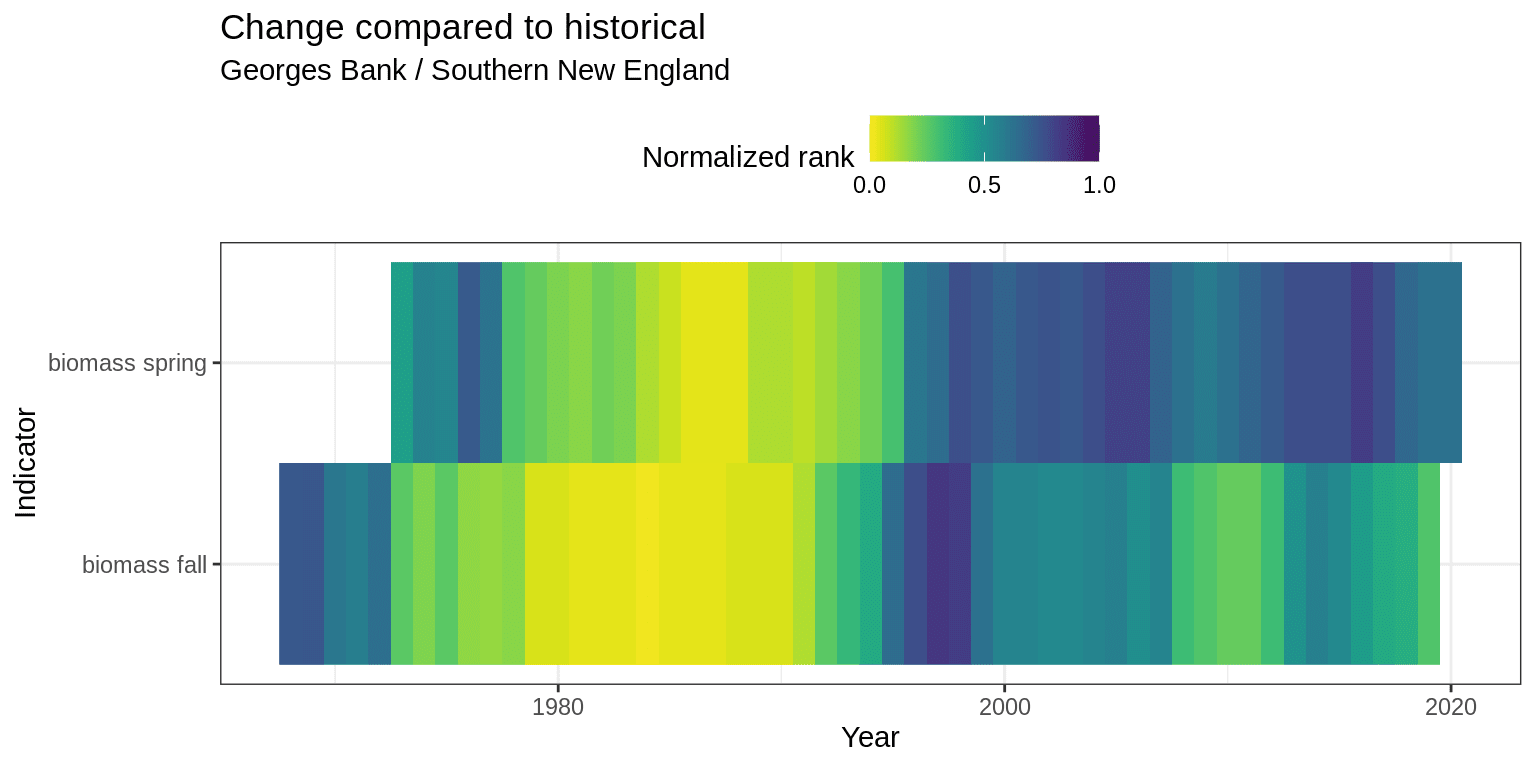 Change compared to historical
Georges Bank / Southern New England
Normalized rank
0.0 0.5 1.0
Indicator
biomass spring
biomass fall
1980 2000 2020
Year